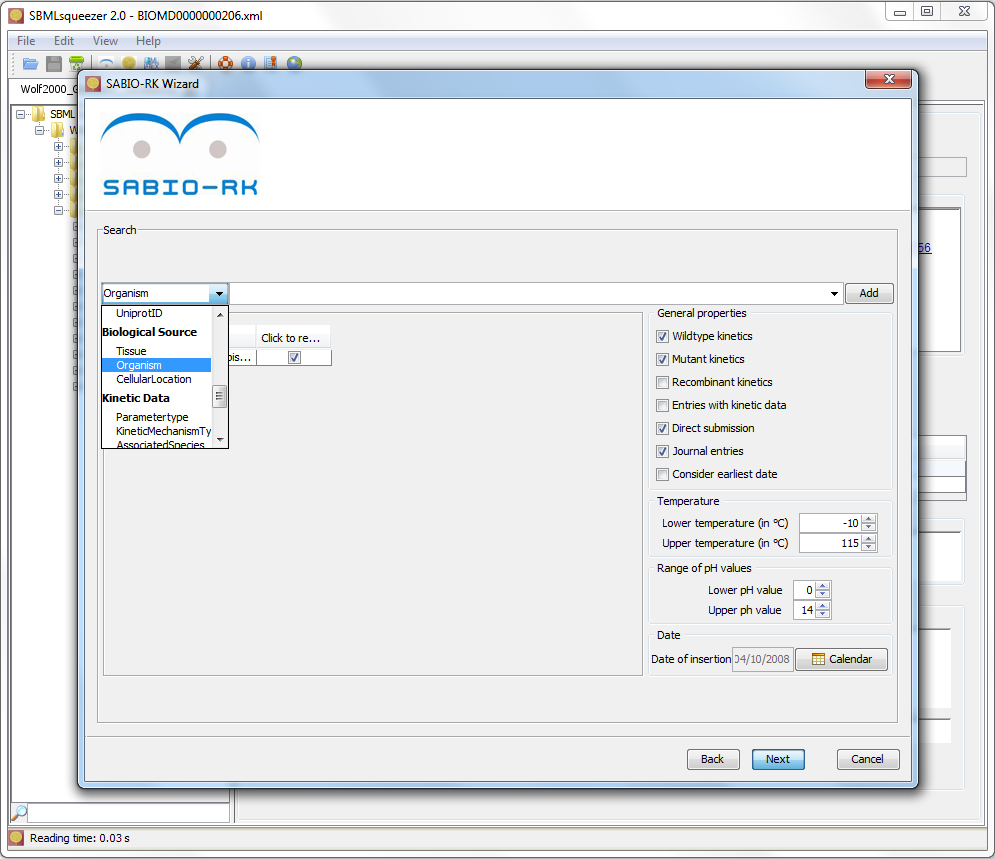 SBMLsqueezer 2.0 - BIOMD0000000206.xml
File Edit View Help
Wolf2000_
SBML
W
SABIO-RK Wizard
SABIO-RK
Search
Organism
Add
UniprotID
Biological Source
Tissue
Organism
CellularLocation
Kinetic Data
Parametertype
KineticMechanismTy
AssociatedSpecies
Click to re...
bis...
56
General properties
Wildtype kinetics
Mutant kinetics
Recombinant kinetics
Entries with kinetic data
Direct submission
Journal entries
Consider earliest date
Temperature
Lower temperature (in °C) -10
Upper temperature (in °C) 115
Range of pH values
Lower pH value 0
Upper ph value 14
Date
Date of insertion 04/10/2008 Calendar
Back Next Cancel
Reading time: 0.03 s